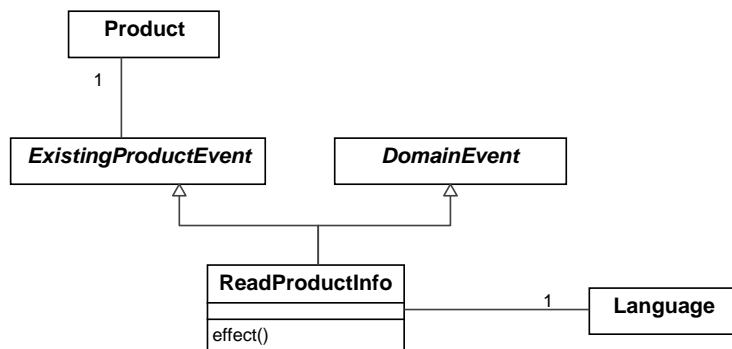 Product
1
ExistingProductEvent
DomainEvent
ReadProductInfo
effect()
1
Language